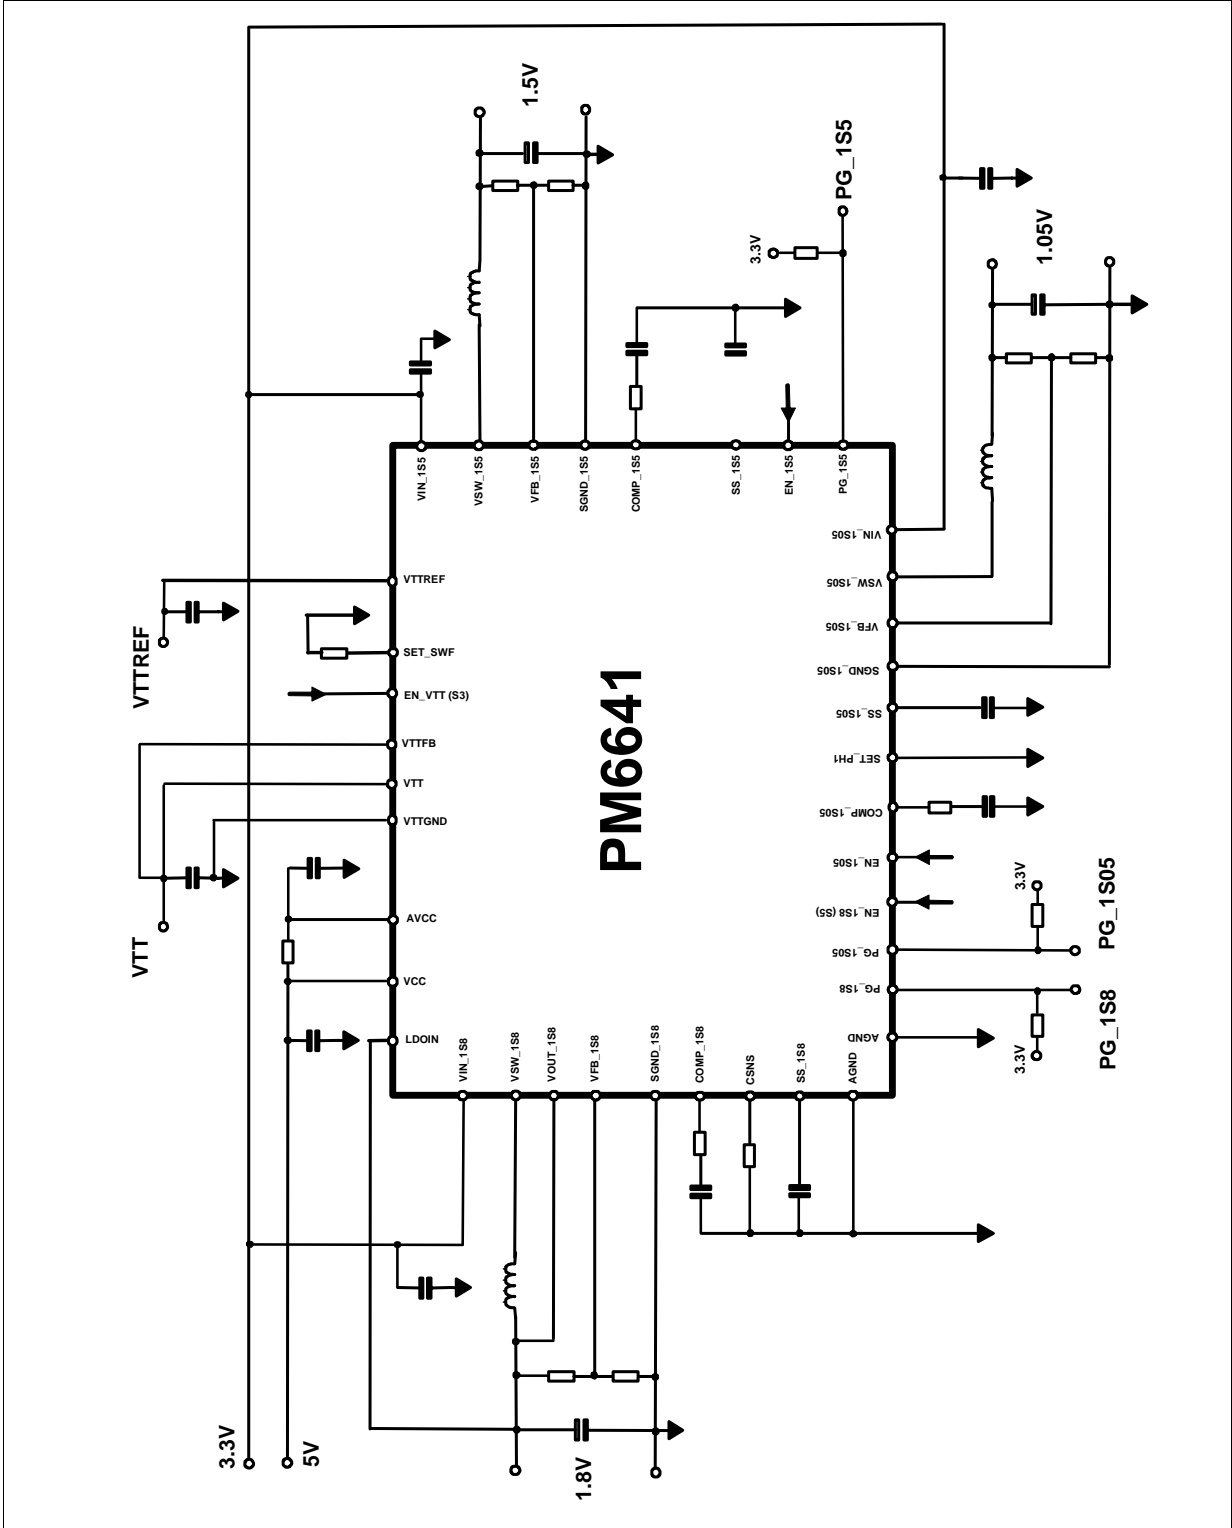 1.5V
PG_1S5
3.3V
1.05V
VIN_1S5
VSW_1S5
VFB_1S5
SGND_1S5
COMP_1S5
SS_1S5
EN_1S5
PG_1S5
VTTREF
VTTREF
SET_SWF
EN_VTT (S3)
VTTFB
VTT
VTTGND
VTT
AVCC
VCC
LDOIN
PM6641
VIN_1S05
VSW_1S05
VFB_1S05
SGND_1S05
SS_1S05
SET_PH1
COMP_1S05
EN_1S05
EN_1S8 (S5)
PG_1S05
PG_1S8
AGND
3.3V
PG_1S05
PG_1S8
3.3V
VIN_1S8
VSW_1S8
VOUT_1S8
VFB_1S8
SGND_1S8
COMP_1S8
CSNS
SS_1S8
AGND
3.3V
5V
1.8V